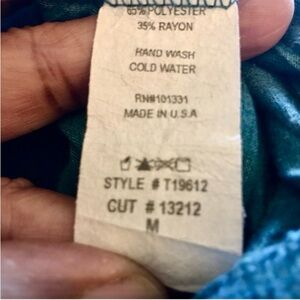 65% POLYESTER
35% RAYON
HAND WASH
COLD WATER
RN#101331
MADE IN U.S.A
STYLE # T19612
CUT # 13212
M